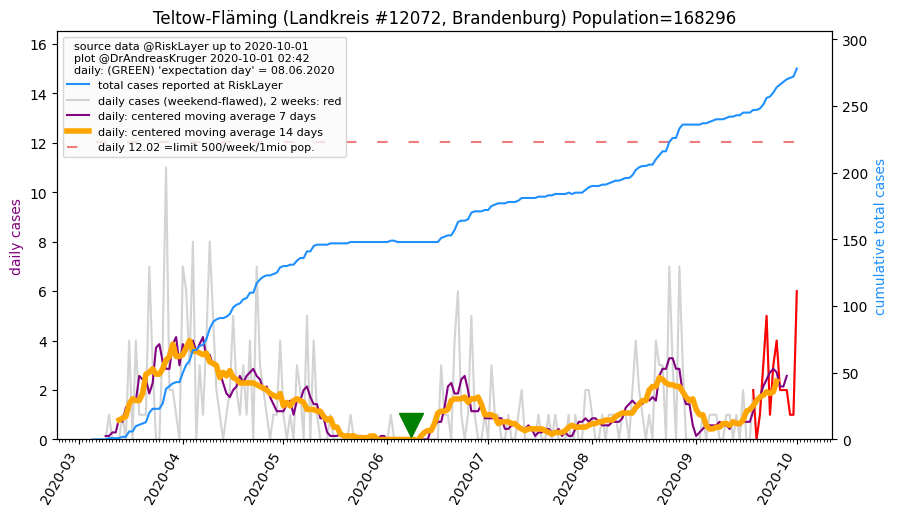 Teltow-Fläming (Landkreis #12072, Brandenburg) Population=168296
source data @RiskLayer up to 2020-10-01
plot @DrAndreasKruger 2020-10-01 02:42
daily: (GREEN) 'expectation day' = 08.06.2020
total cases reported at RiskLayer
daily cases (weekend-flawed), 2 weeks: red
daily: centered moving average 7 days
daily: centered moving average 14 days
daily 12.02 =limit 500/week/1mio pop.
daily cases
16
14
12
10
8
6
4
2
0
cumulative total cases
300
250
200
150
100
50
0
2020-03
2020-04
2020-05
2020-06
2020-07
2020-08
2020-09
2020-10